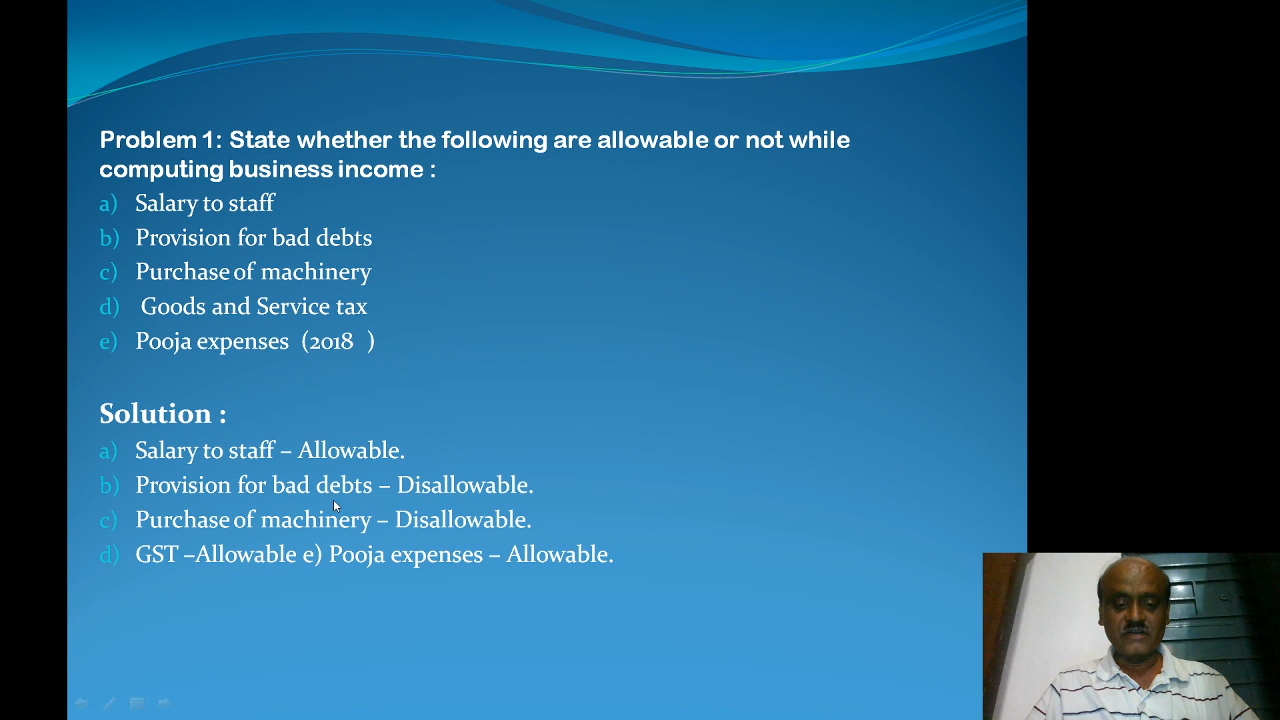 Problem 1: State whether the following are allowable or not while
computing business income :
a) Salary to staff
b) Provision for bad debts
c) Purchase of machinery
d) Goods and Service tax
e) Pooja expenses (2018 )
Solution :
a) Salary to staff – Allowable.
b) Provision for bad debts – Disallowable.
c) Purchase of machinery – Disallowable.
d) GST –Allowable e) Pooja expenses – Allowable.